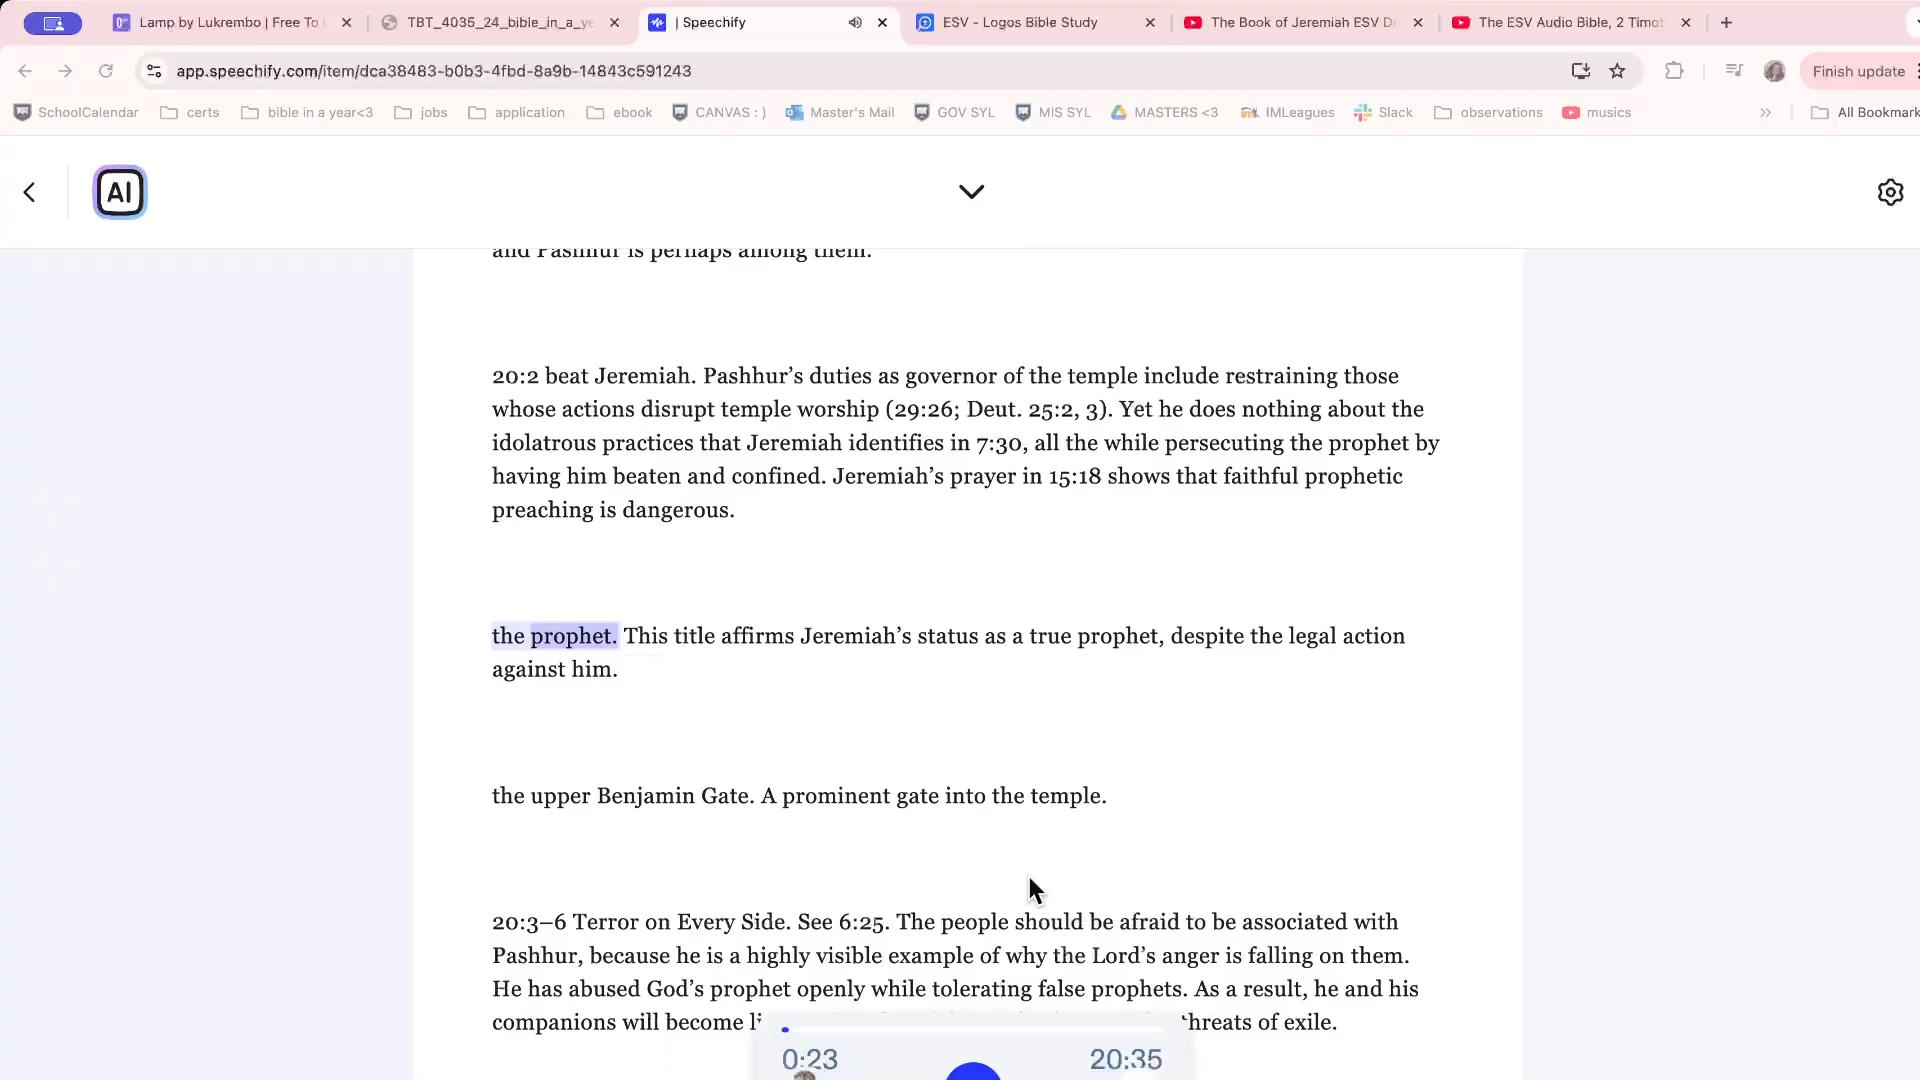 Lamp by Lukrembo | Free To
TBT_4035_24_bible_in_a_ye
| Speechify
ESV - Logos Bible Study
The Book of Jeremiah ESV Dr
The ESV Audio Bible, 2 Timot
app.speechify.com/item/dca38483-b0b3-4fbd-8a9b-14843c591243
Finish update
SchoolCalendar
certs
bible in a year<3
jobs
application
ebook
CANVAS : )
Master's Mail
GOV SYL
MIS SYL
MASTERS <3
IMLeagues
Slack
observations
musics
All Bookmark
AI
and Pashhur is perhaps among them.
20:2 beat Jeremiah. Pashhur’s duties as governor of the temple include restraining those
whose actions disrupt temple worship (29:26; Deut. 25:2, 3). Yet he does nothing about the
idolatrous practices that Jeremiah identifies in 7:30, all the while persecuting the prophet by
having him beaten and confined. Jeremiah’s prayer in 15:18 shows that faithful prophetic
preaching is dangerous.
the prophet. This title affirms Jeremiah’s status as a true prophet, despite the legal action
against him.
the upper Benjamin Gate. A prominent gate into the temple.
20:3–6 Terror on Every Side. See 6:25. The people should be afraid to be associated with
Pashhur, because he is a highly visible example of why the Lord’s anger is falling on them.
He has abused God’s prophet openly while tolerating false prophets. As a result, he and his
companions will become threats of exile.
0:23
20:35